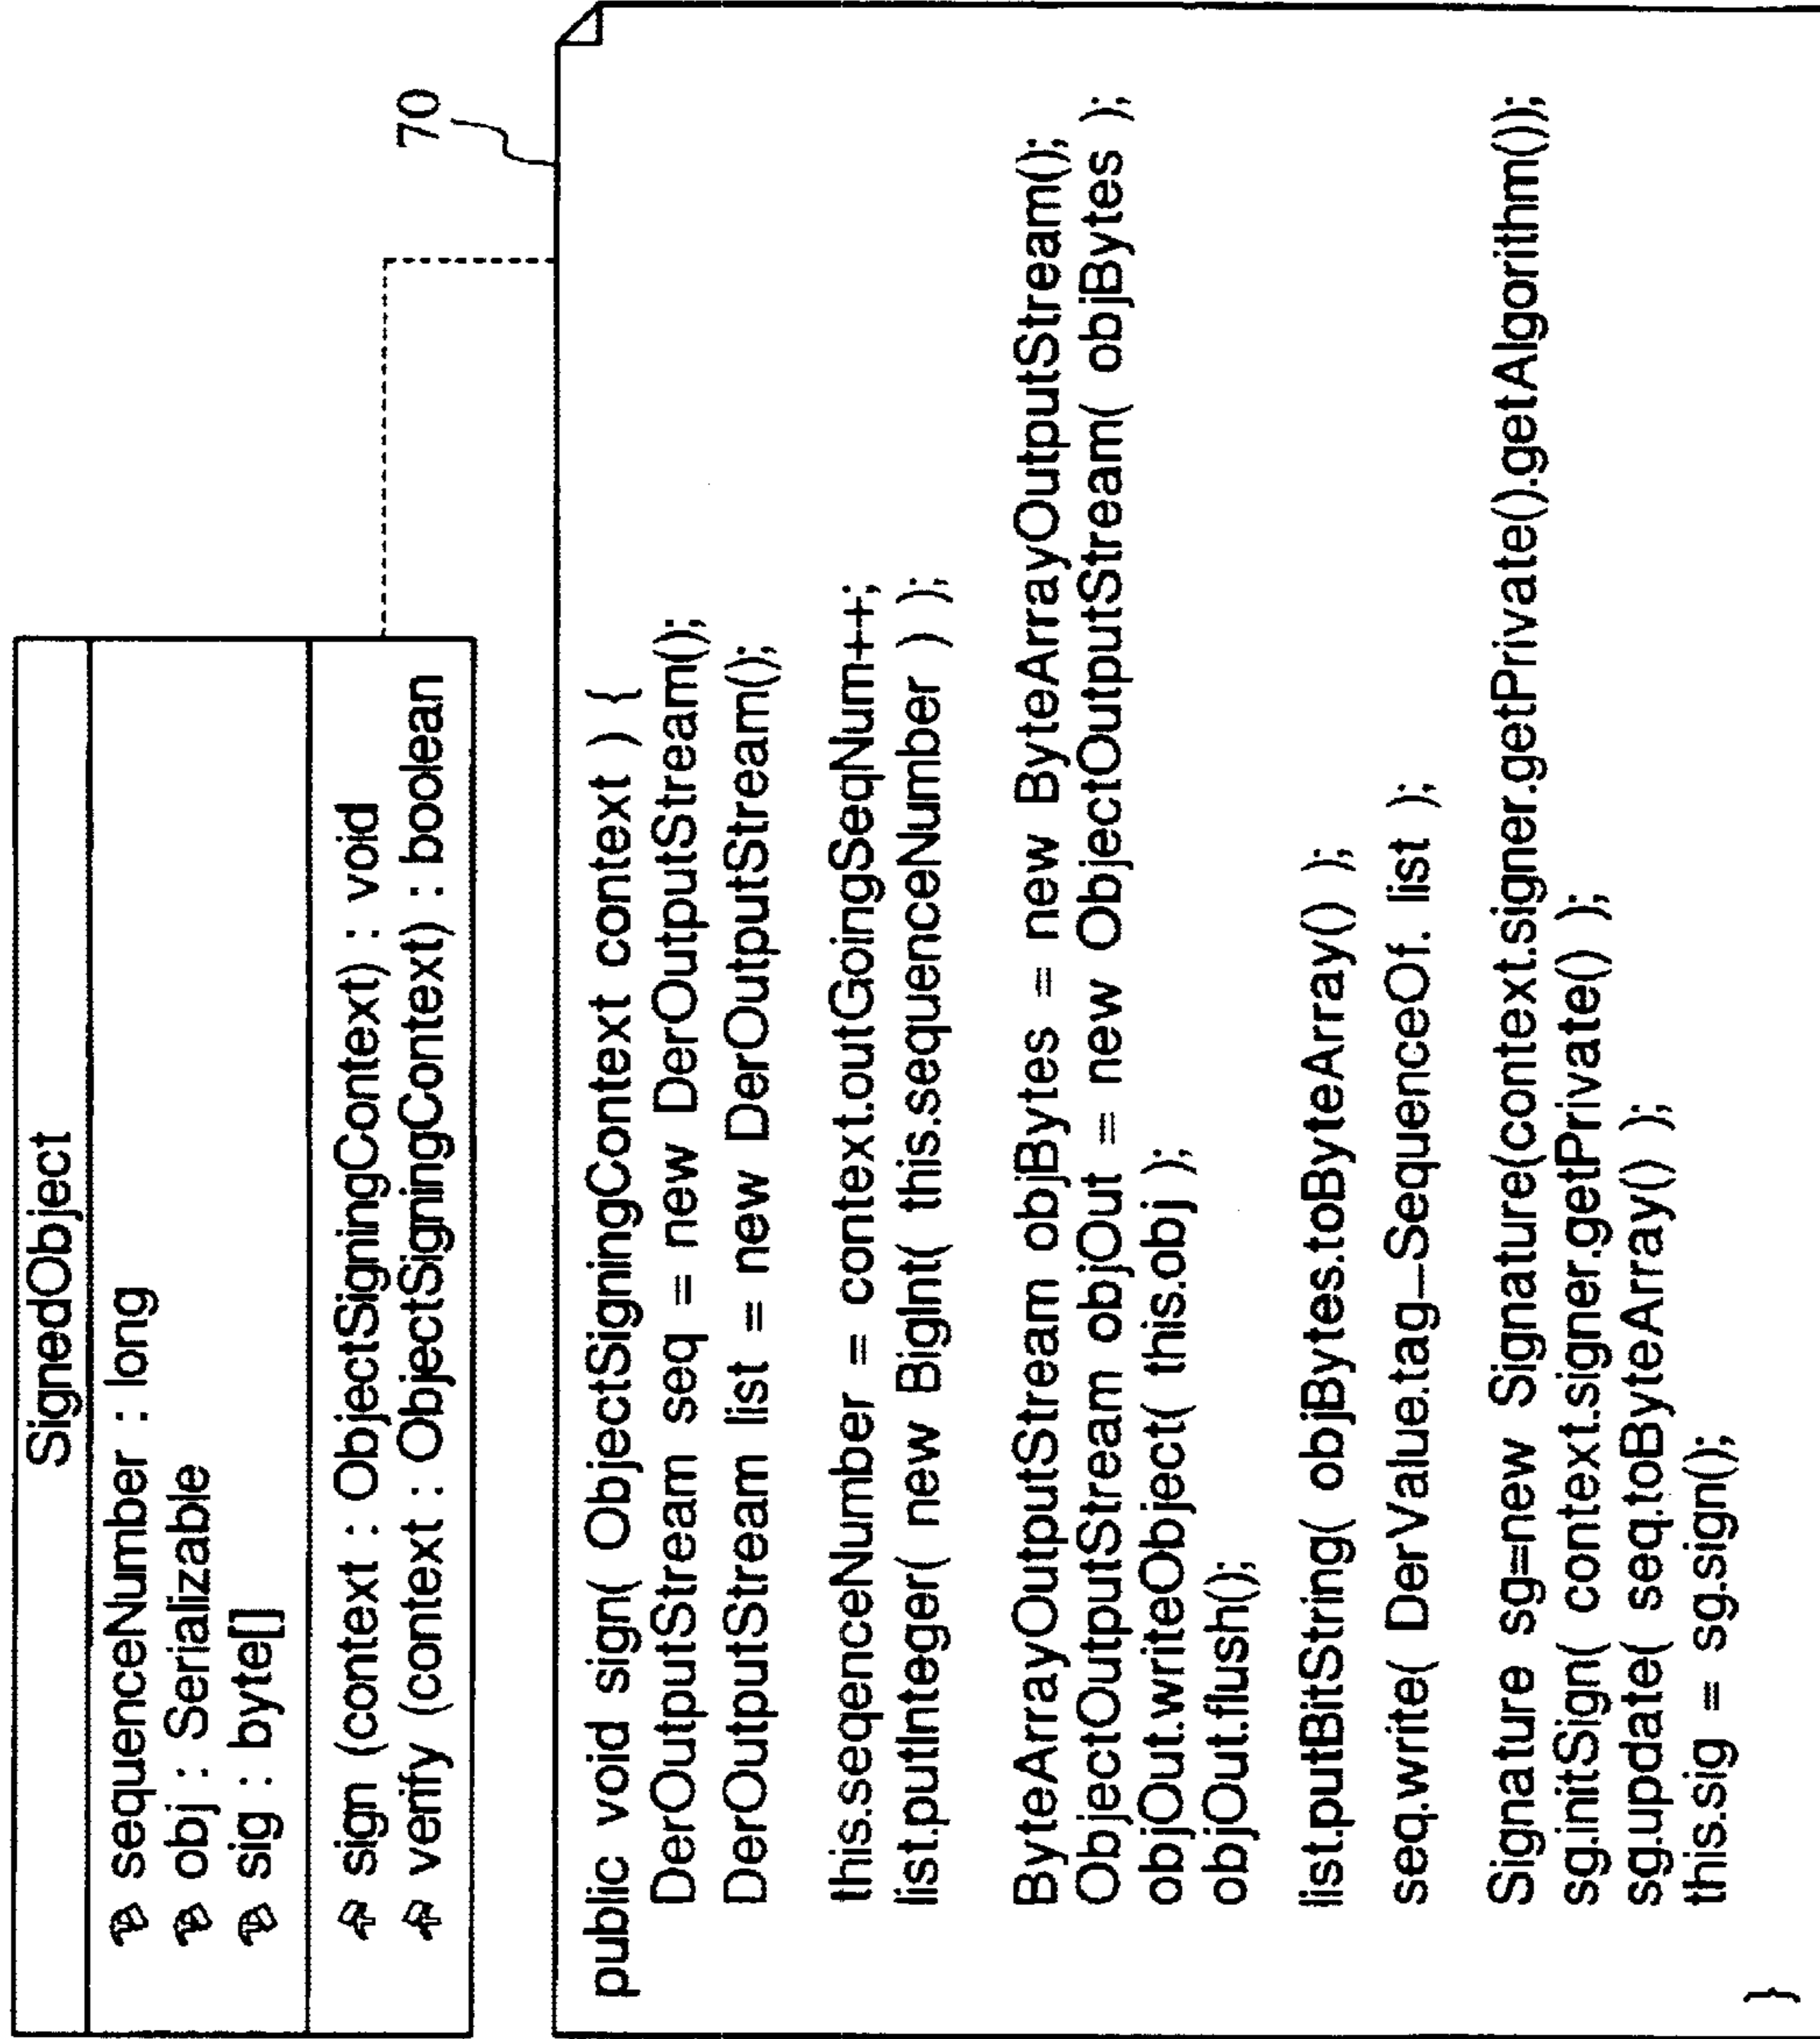 SignedObject
sequenceNumber : long
obj : Serializable
sig : byte[]
sign (context : ObjectSigningContext) : void
verify (context : ObjectSigningContext) : boolean
70
public void sign( ObjectSigningContext context ) {
DerOutputStream seq = new DerOutputStream();
DerOutputStream list = new DerOutputStream();
this.seqenceNumber = context.outGoingSeqNum++;
list.putInteger( new BigInt( this.sequenceNumber ) );
ByteArrayOutputStream objBytes = new ByteArrayOutputStream();
ObjectOutputStream objOut = new ObjectOutputStream( objBytes );
objOut.writeObject( this.obj );
objOut.flush();
list.putBitString( objBytes.toByteArray() );
seq.write( DerValue.tag_SequenceOf. list );
Signature sg=new Signature(context.signer.getPrivate().getAlgorithm());
sg.initSign( context.signer.getPrivate() );
sg.update( seq.toByteArray() );
this.sig = sg.sign();
}